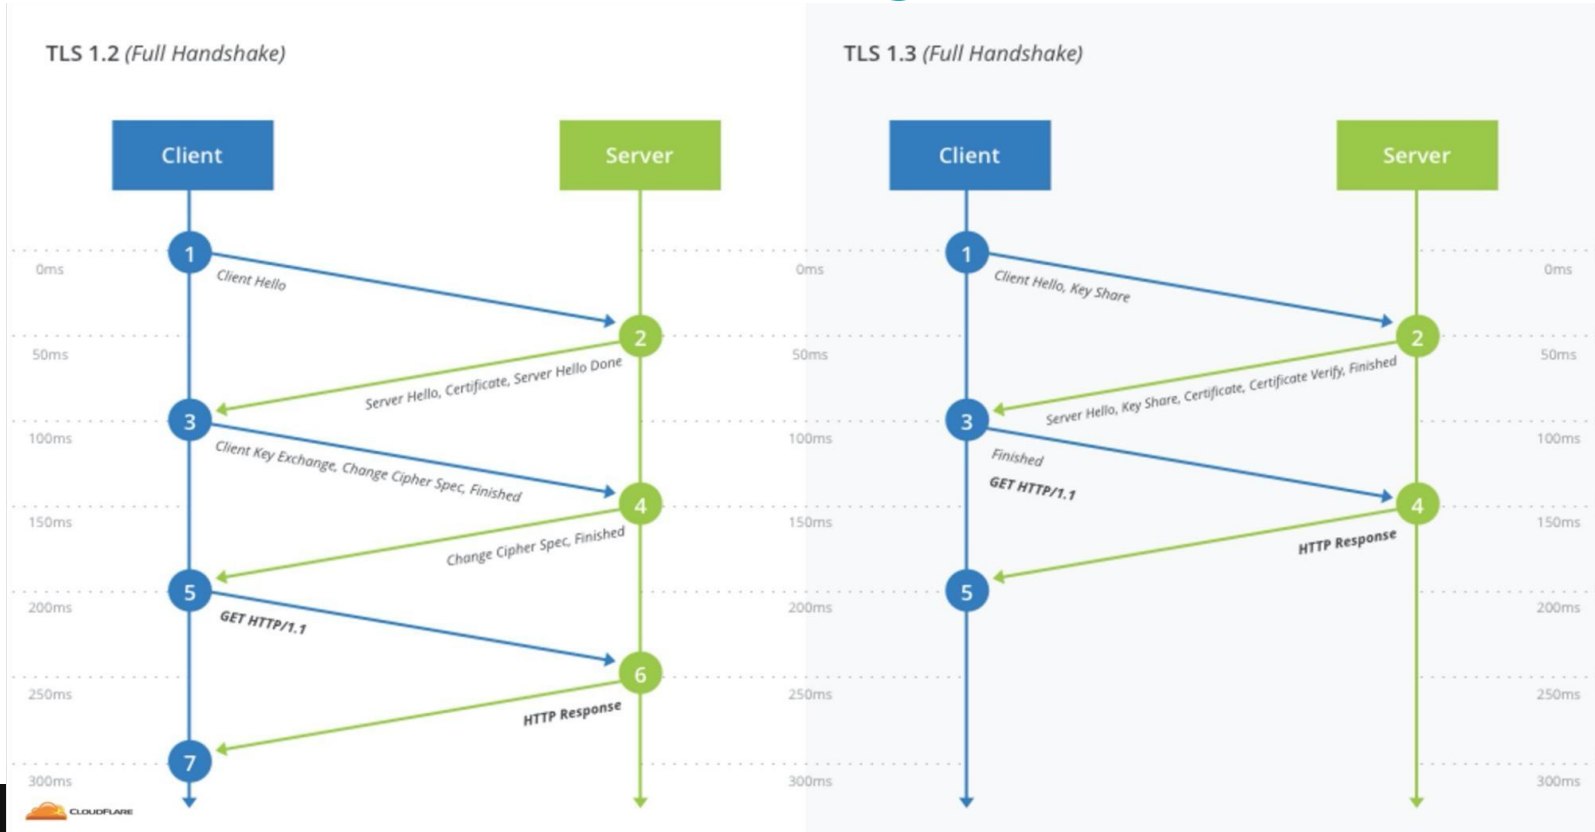 TLS 1.2 (Full Handshake)
Client
Server
1
0ms
Client Hello
2
50ms
Server Hello, Certificate, Server Hello Done
3
100ms
Client Key Exchange, Change Cipher Spec, Finished
4
150ms
Change Cipher Spec, Finished
5
200ms
GET HTTP/1.1
6
250ms
HTTP Response
7
300ms
CLOUDFLARE
TLS 1.3 (Full Handshake)
Client
Server
1
0ms
Client Hello, Key Share
0ms
2
50ms
50ms
Server Hello, Key Share, Certificate, Certificate Verify, Finished
3
100ms
100ms
Finished
GET HTTP/1.1
4
150ms
150ms
HTTP Response
5
200ms
200ms
250ms
250ms
300ms
300ms